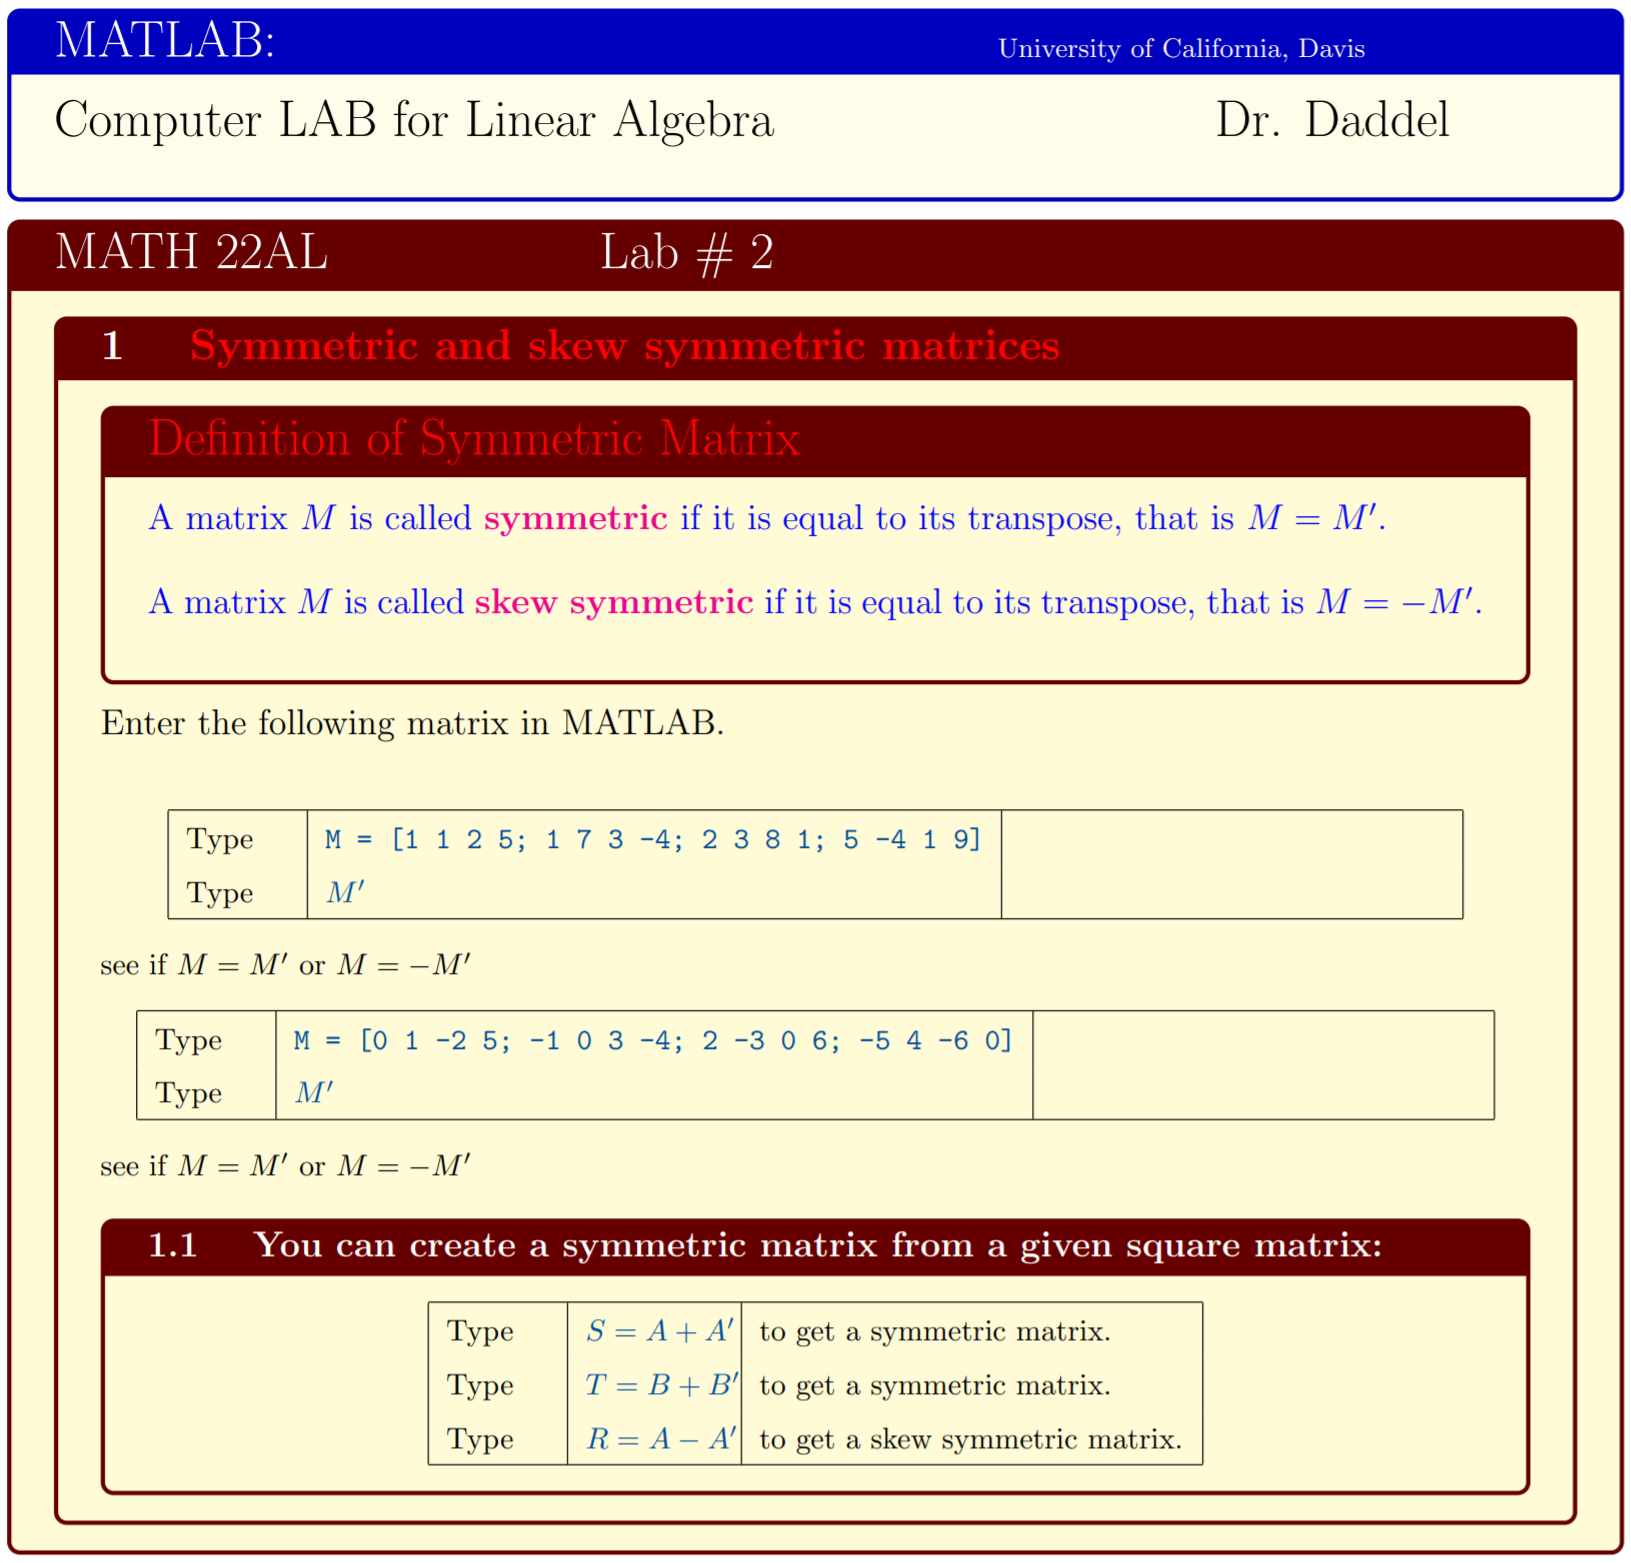 MATLAB: University of California, Davis
Computer LAB for Linear Algebra Dr. Daddel
MATH 22AL Lab # 2
1 Symmetric and skew symmetric matrices
Definition of Symmetric Matrix
A matrix M is called symmetric if it is equal to its transpose, that is M = M′.
A matrix M is called skew symmetric if it is equal to its transpose, that is M = −M′.
Enter the following matrix in MATLAB.
Type M = [1 1 2 5; 1 7 3 -4; 2 3 8 1; 5 -4 1 9]
Type M′
see if M = M′ or M = −M′
Type M = [0 1 -2 5; -1 0 3 -4; 2 -3 0 6; -5 4 -6 0]
Type M′
see if M = M′ or M = −M′
1.1 You can create a symmetric matrix from a given square matrix:
Type S = A + A′ to get a symmetric matrix.
Type T = B + B′ to get a symmetric matrix.
Type R = A − A′ to get a skew symmetric matrix.